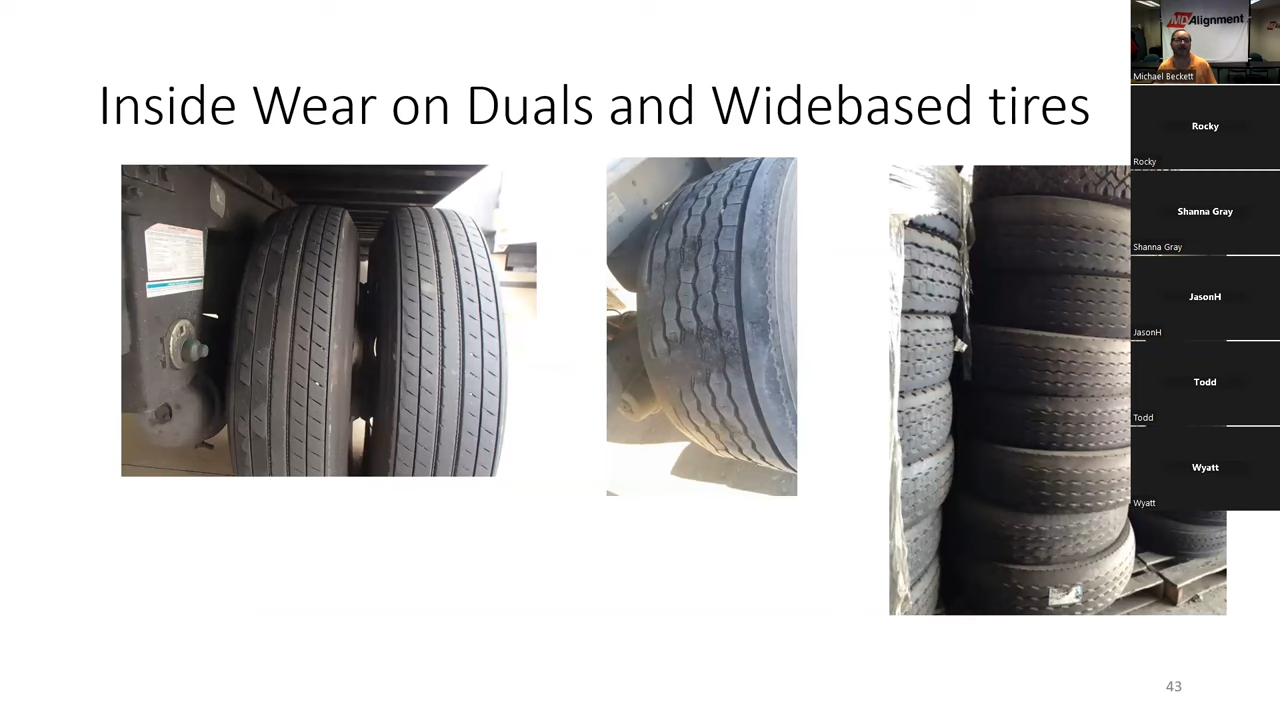 Inside Wear on Duals and Widebased tires
MD Alignment
Michael Beckett
Rocky
Rocky
Shanna Gray
Shanna Gray
JasonH
JasonH
Todd
Todd
Wyatt
Wyatt
43